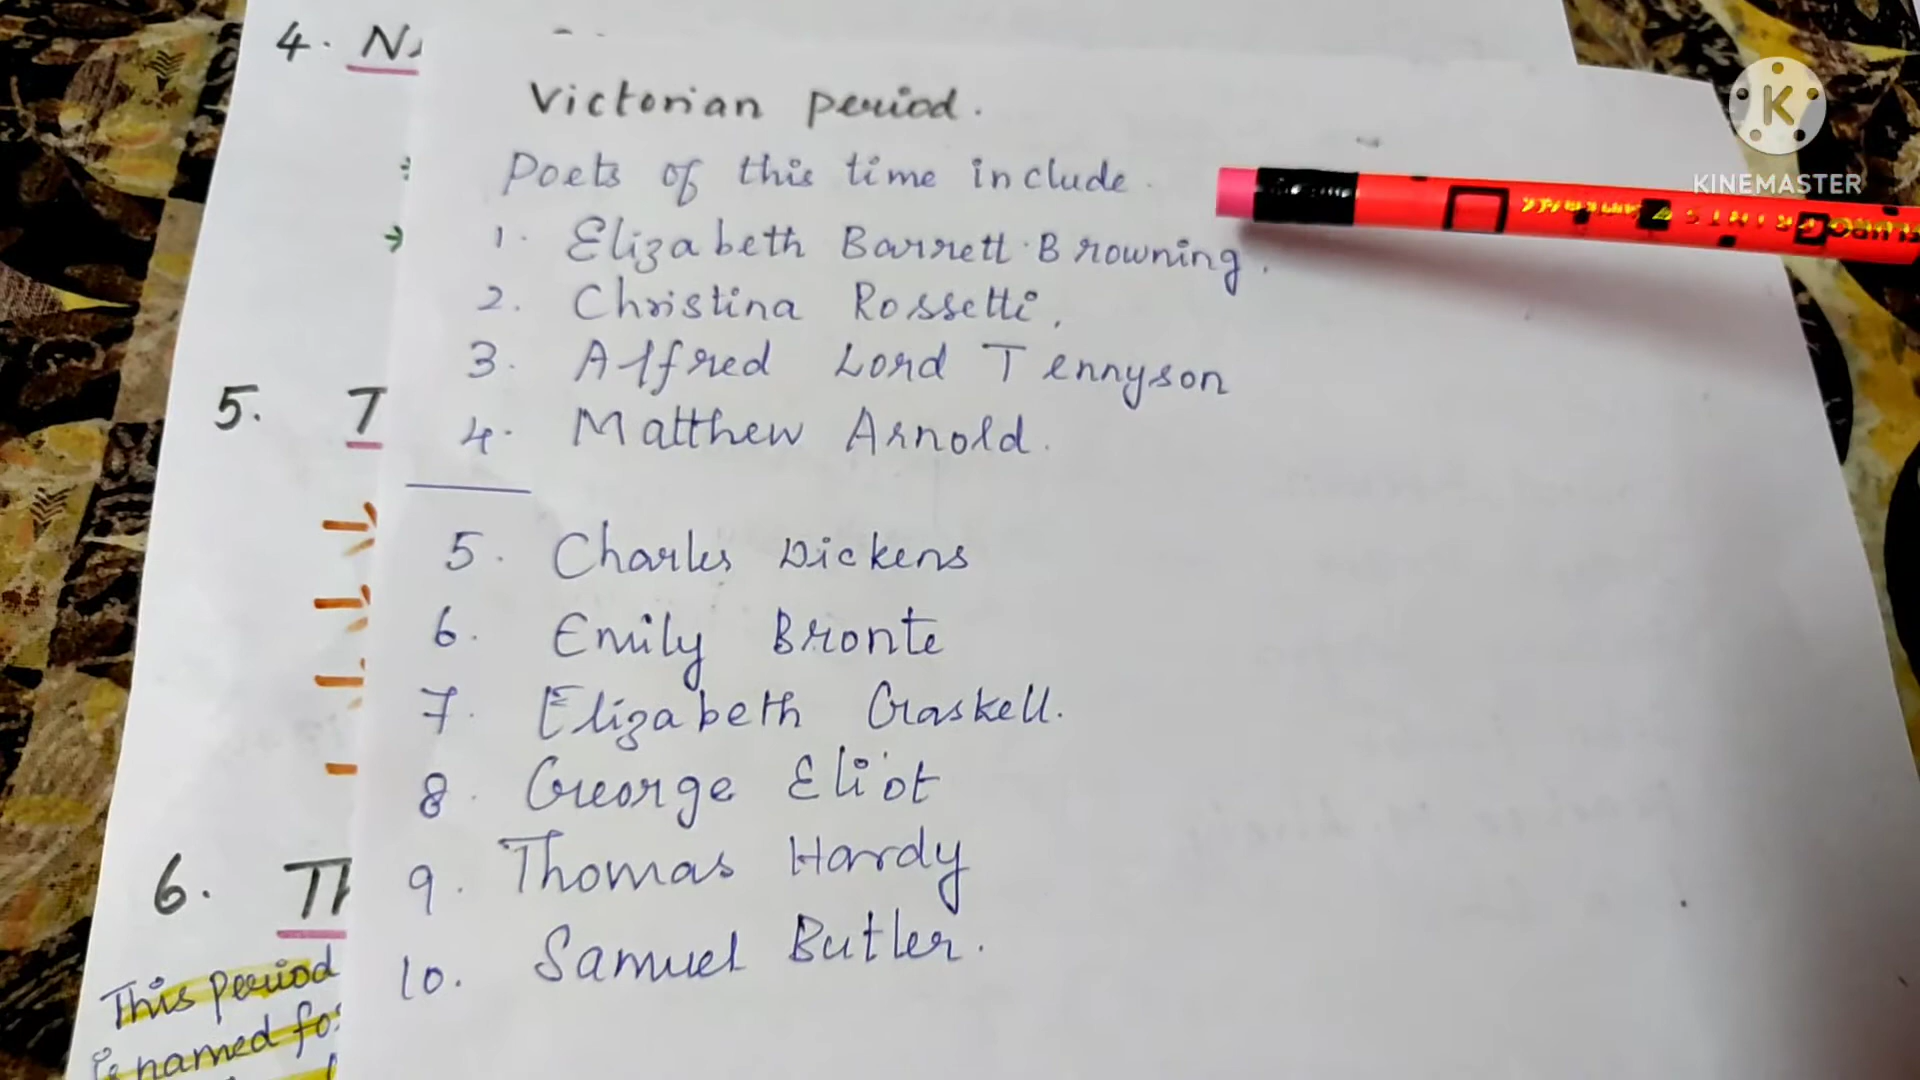 4.
Victorian period.
Poets of this time include.
1. Elizabeth Barrett Browning.
2. Christina Rossetti.
3. Alfred Lord Tennyson
4. Matthew Arnold.
5. Charles Dickens
6. Emily Bronte
7. Elizabeth Gaskell.
8. George Eliot
9. Thomas Hardy
10. Samuel Butler.
5. T
6. Th
This period
is named for
KINEMASTER